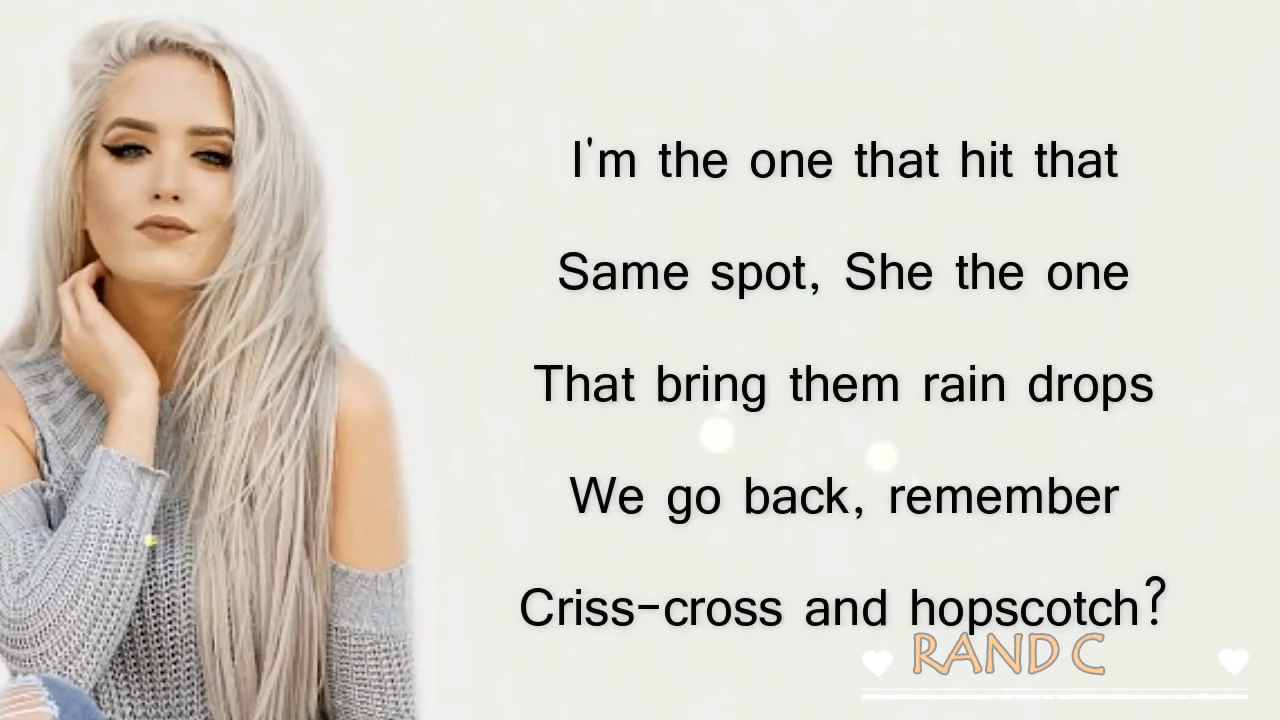 I'm the one that hit that
Same spot, She the one
That bring them rain drops
We go back, remember
Criss-cross and hopscotch?
RAND C